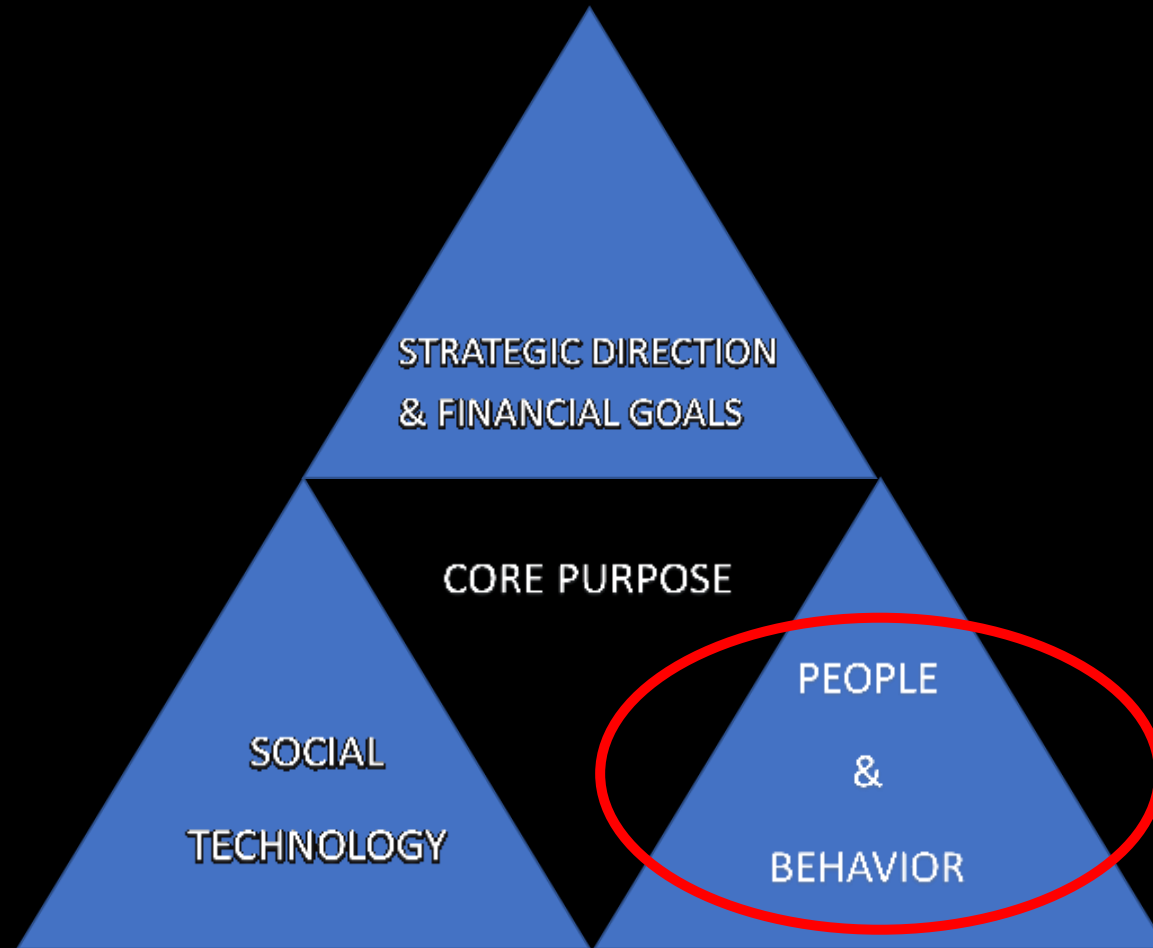 STRATEGIC DIRECTION
& FINANCIAL GOALS
CORE PURPOSE
SOCIAL
TECHNOLOGY
PEOPLE
&
BEHAVIOR